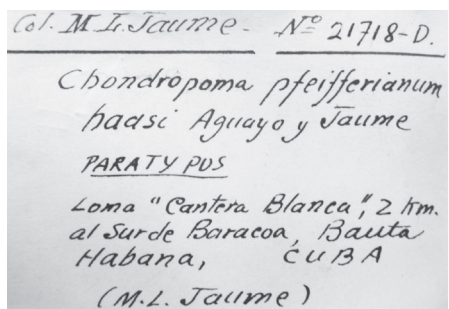 Col. M L. Jaume - Nº 21718-D.
Chondropoma pfeifferianum
haasi Aguayo y Jaume
PARATYPUS
Loma "Cantera Blanca", 2 Km.
al Sur de Baracoa, Bauta
Habana, CUBA
(M.L. Jaume)